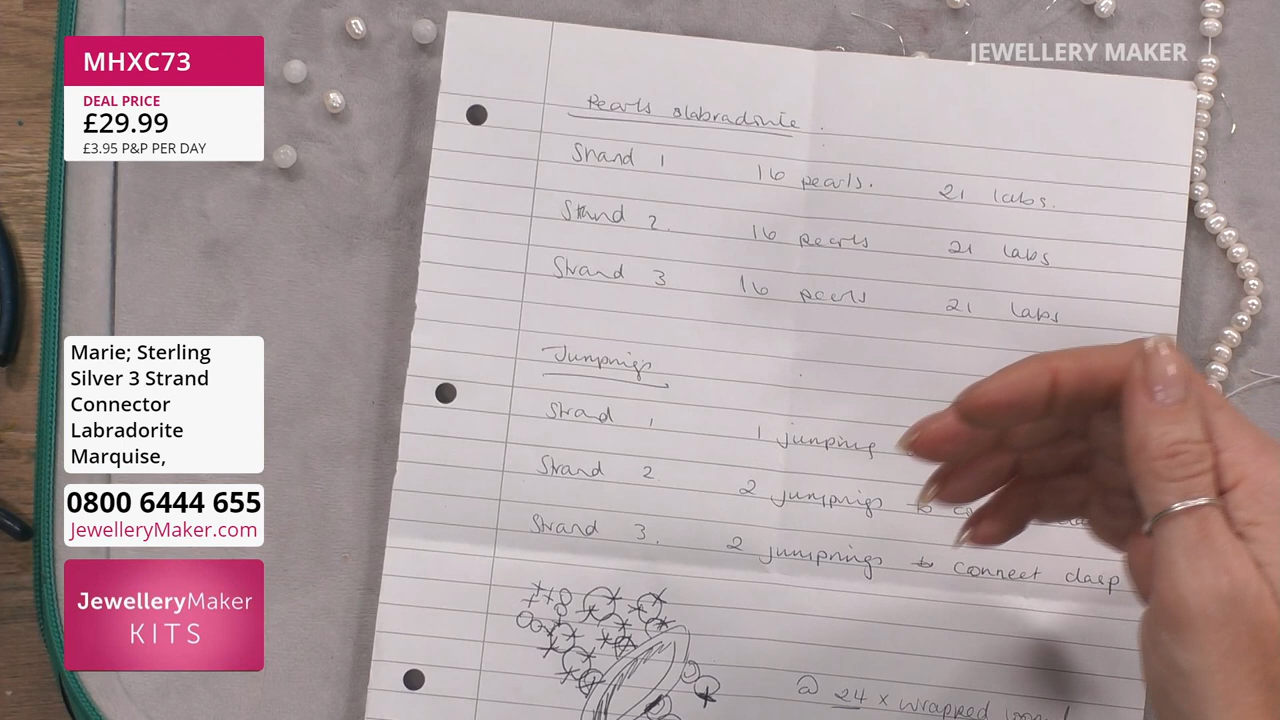 MHXC73
DEAL PRICE
£29.99
£3.95 P&P PER DAY
Marie; Sterling
Silver 3 Strand
Connector
Labradorite
Marquise,
0800 6444 655
JewelleryMaker.com
JewelleryMaker
KITS
JEWELLERY MAKER
Pearls &labradorite.
Strand 1 16 pearls. 21 labs.
Strand 2. 16 pearls 21 labs
Strand 3 16 pearls 21 labs
Jumprings
Strand 1 1 jumpring
Strand 2 2 jumprings to
Strand 3. 2 jumprings to connect clasp
@ 24 x wrapped